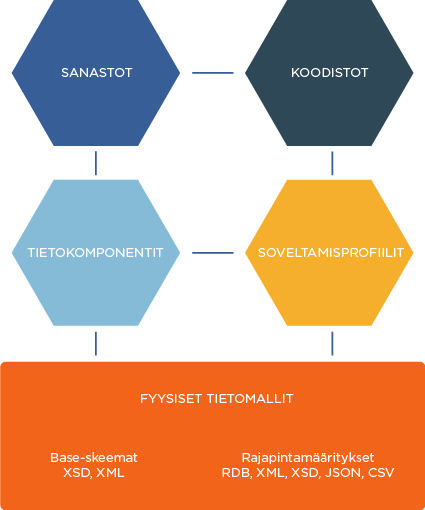 SANASTOT
KOODISTOT
TIETOKOMPONENTIT
SOVELTAMISPROFIILIT
FYYSISET TIETOMALLIT
Base-skeemat
XSD, XML
Rajapintamääritykset
RDB, XML, XSD, JSON, CSV